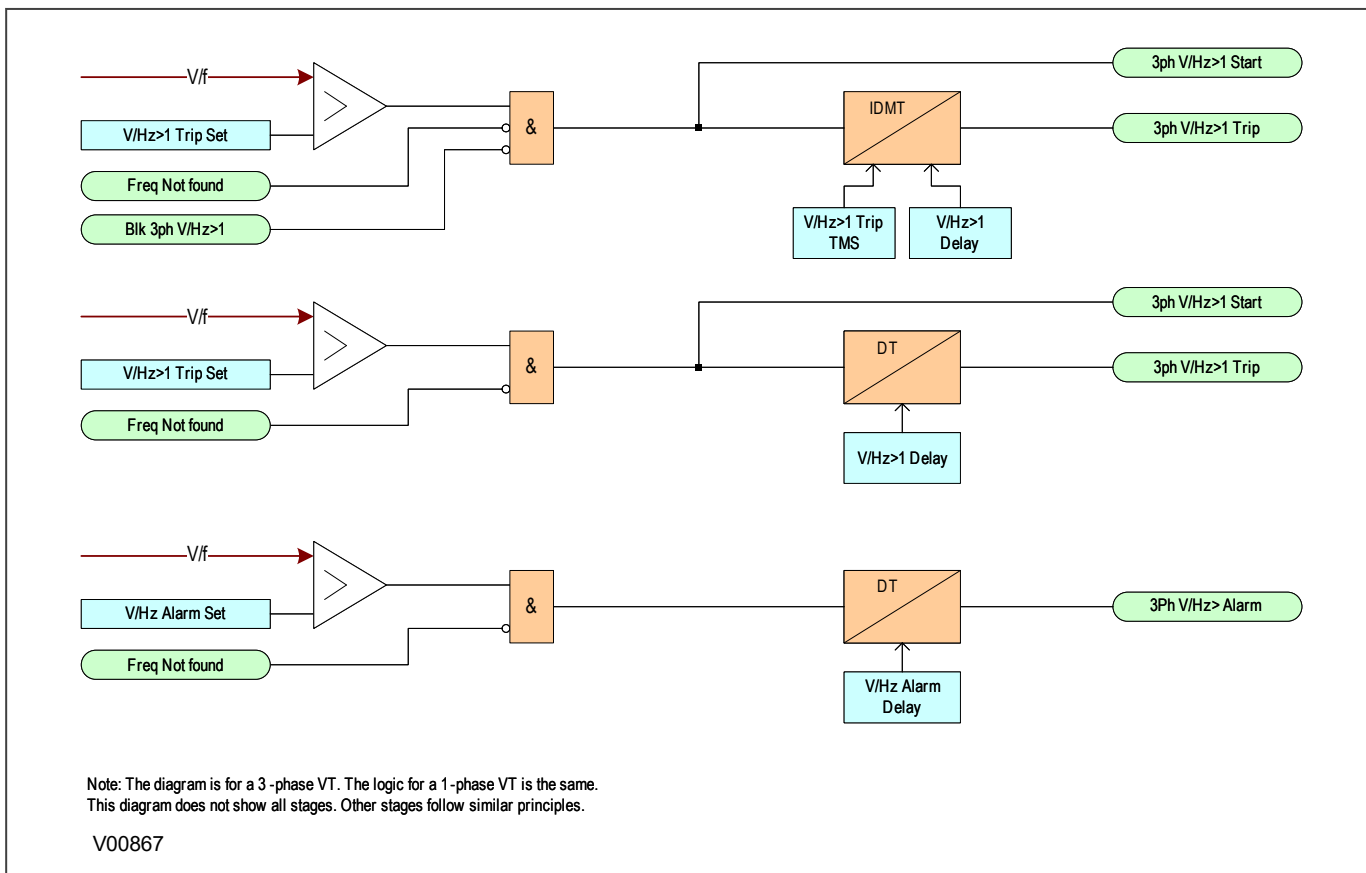 V/f
V/Hz>1 Trip Set
Freq Not found
Blk 3ph V/Hz>1
&
IDMT
V/Hz>1 Trip
TMS
V/Hz>1
Delay
3ph V/Hz>1 Start
3ph V/Hz>1 Trip
V/f
V/Hz>1 Trip Set
Freq Not found
&
DT
V/Hz>1 Delay
3ph V/Hz>1 Start
3ph V/Hz>1 Trip
V/f
V/Hz Alarm Set
Freq Not found
&
DT
V/Hz Alarm
Delay
3Ph V/Hz> Alarm
Note: The diagram is for a 3 -phase VT. The logic for a 1-phase VT is the same.
This diagram does not show all stages. Other stages follow similar principles.
V00867